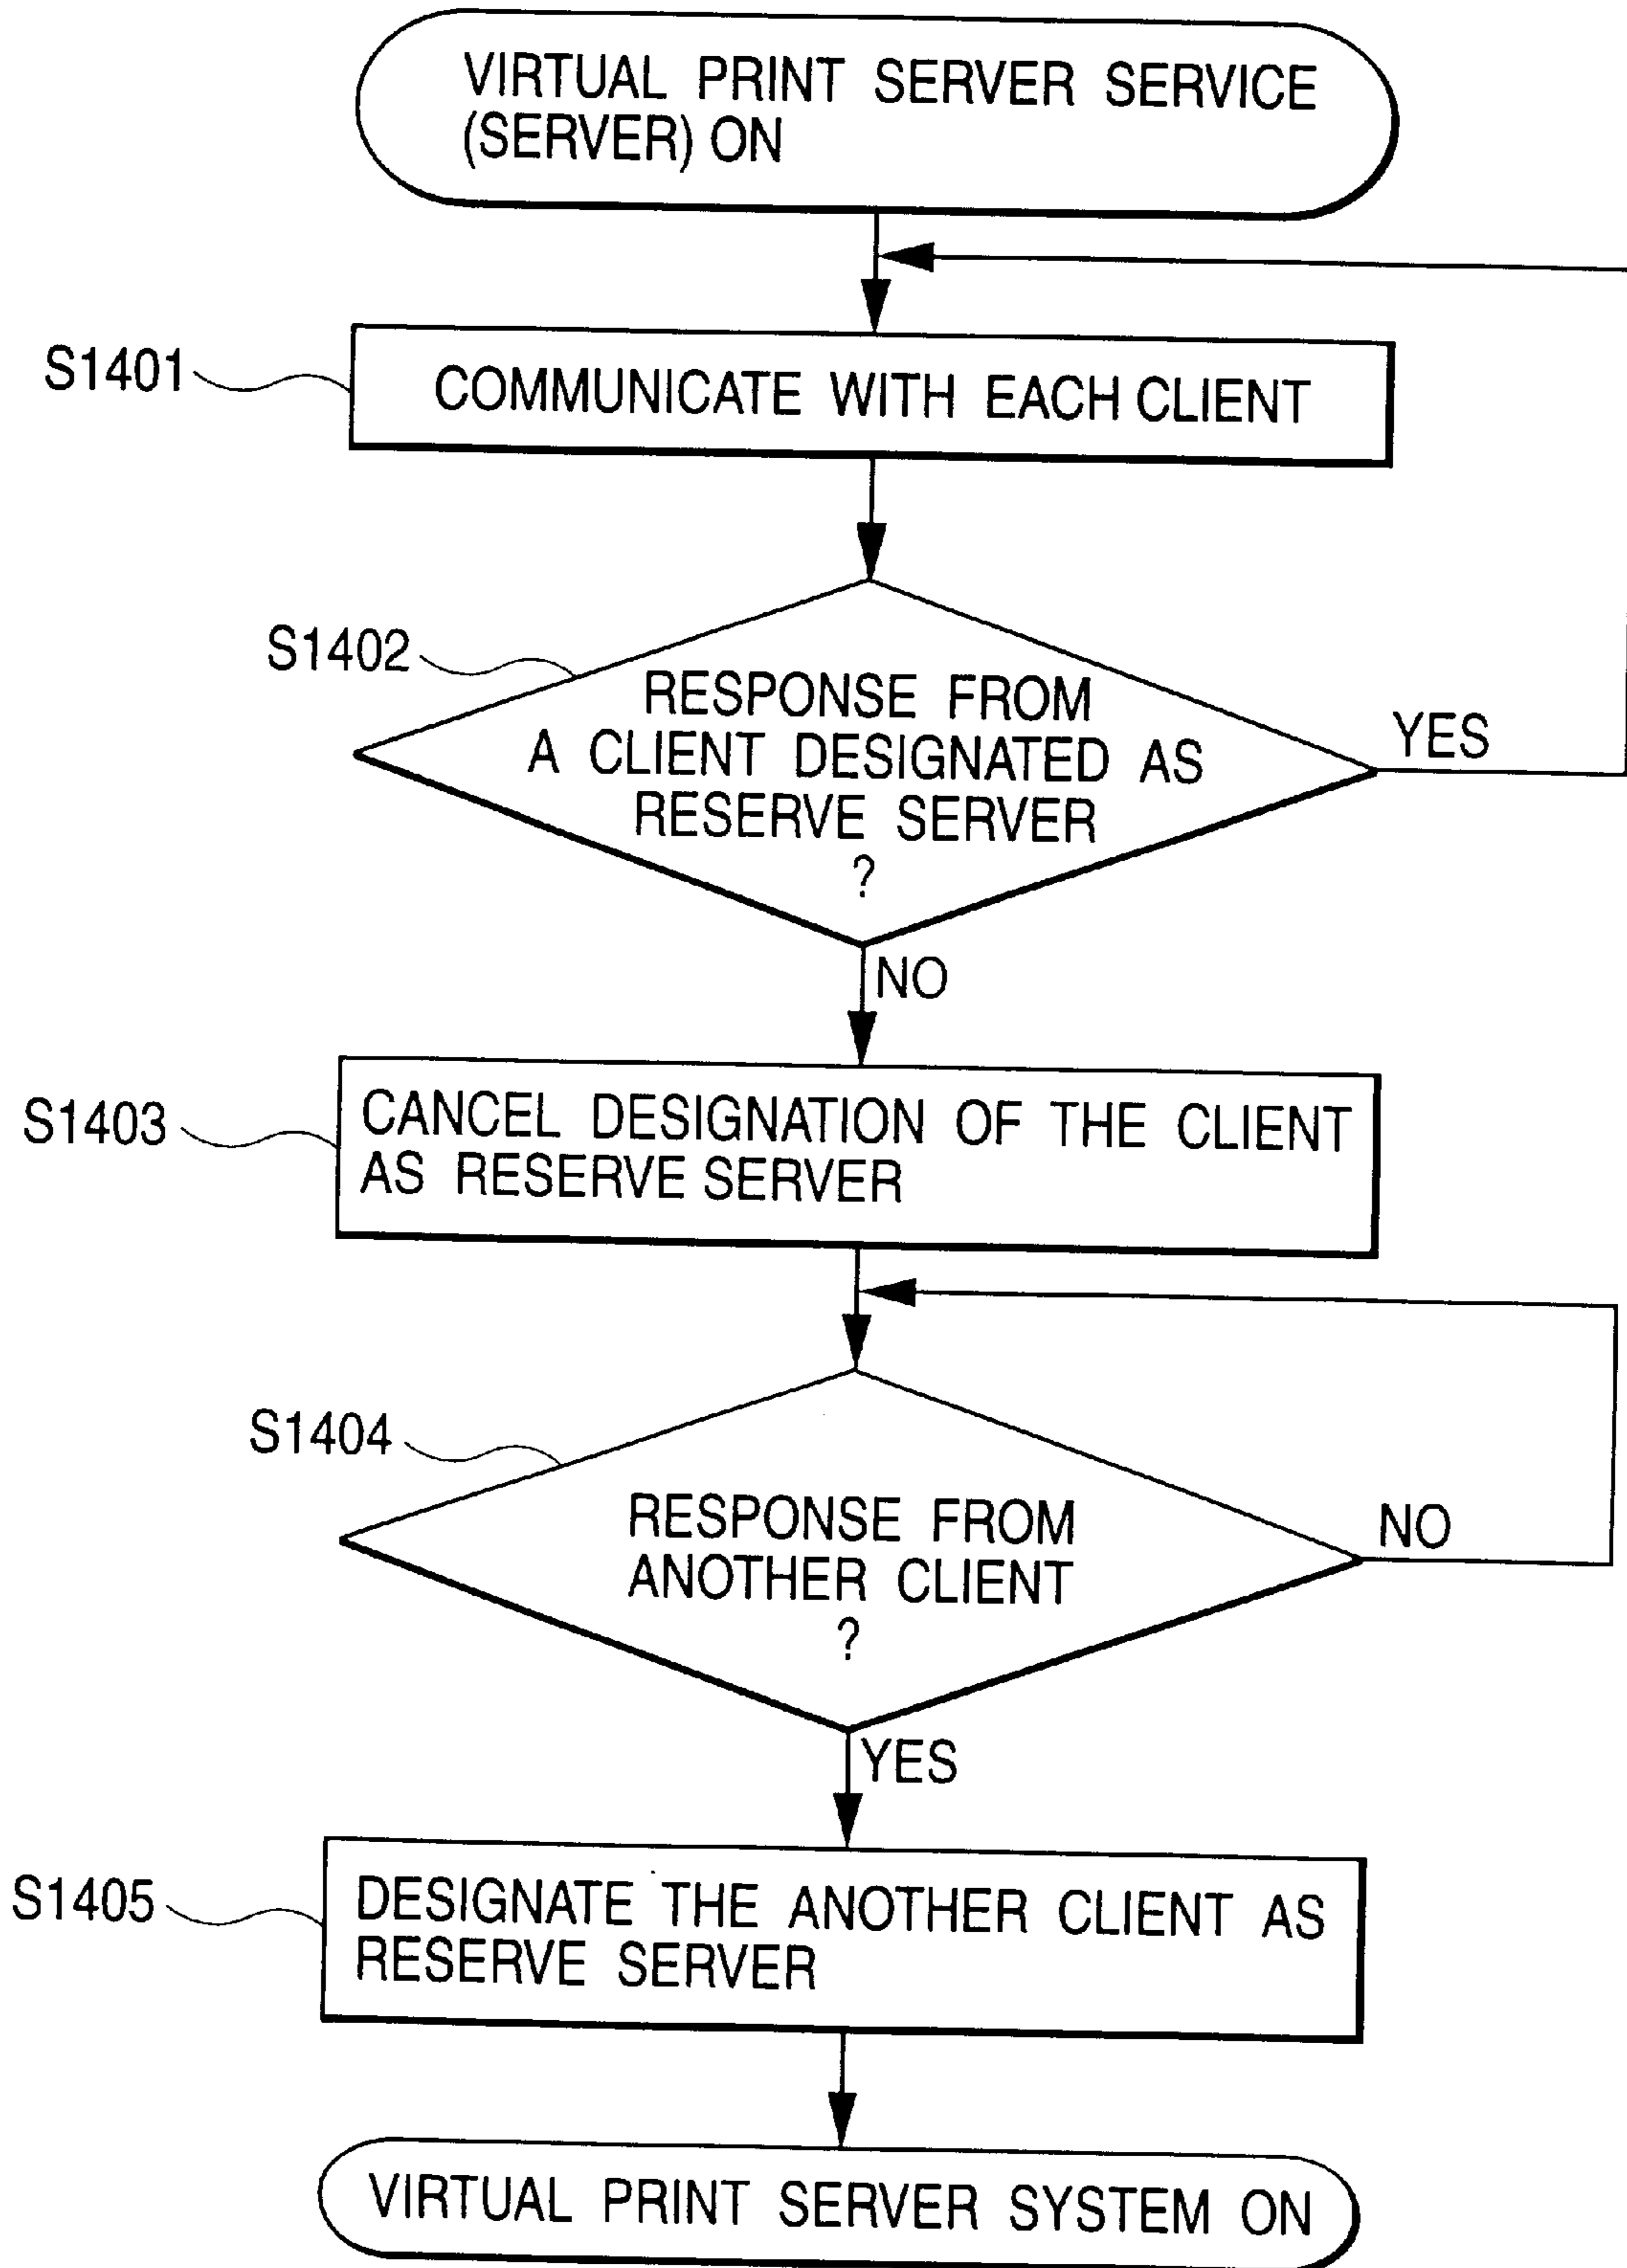 VIRTUAL PRINT SERVER SERVICE
(SERVER) ON
S1401
COMMUNICATE WITH EACH CLIENT
S1402
RESPONSE FROM
A CLIENT DESIGNATED AS
RESERVE SERVER
?
YES
NO
S1403
CANCEL DESIGNATION OF THE CLIENT
AS RESERVE SERVER
S1404
RESPONSE FROM
ANOTHER CLIENT
?
NO
YES
S1405
DESIGNATE THE ANOTHER CLIENT AS
RESERVE SERVER
VIRTUAL PRINT SERVER SYSTEM ON